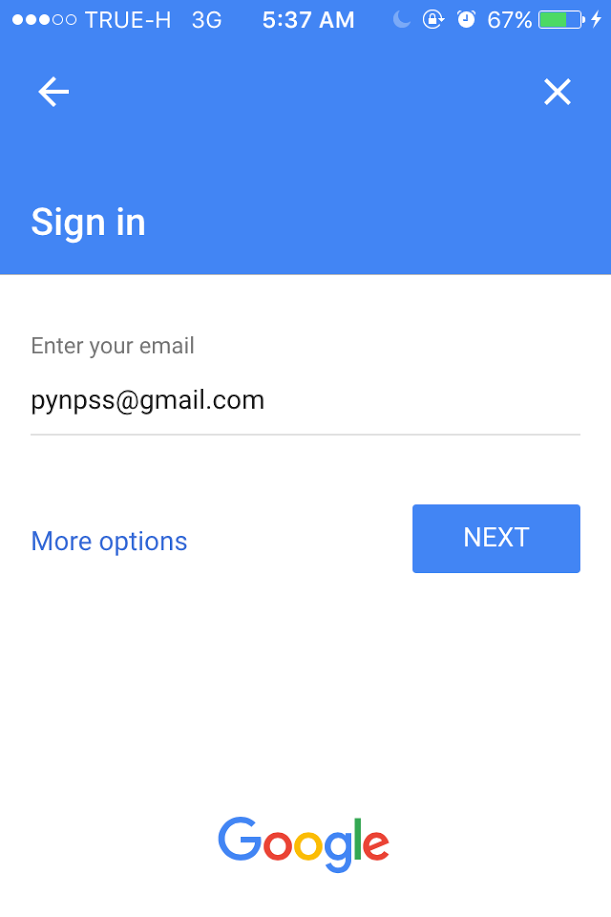 TRUE-H 3G 5:37 AM 67%
Sign in
Enter your email
pynpss@gmail.com
More options NEXT
Google